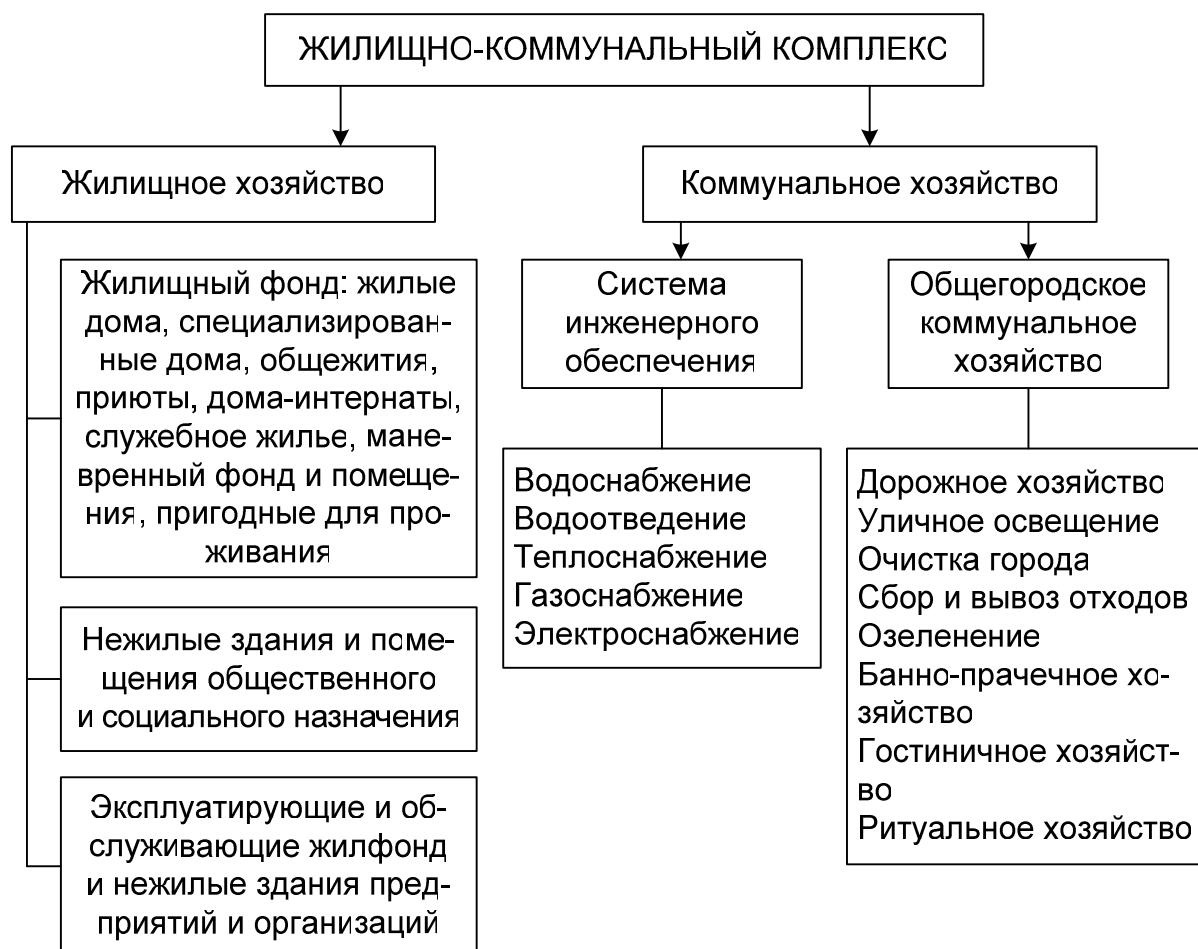 ЖИЛИЩНО-КОММУНАЛЬНЫЙ КОМПЛЕКС
Жилищное хозяйство
Жилищный фонд: жилые
дома, специализирован-
ные дома, общежития,
приюты, дома-интернаты,
служебное жилье, мане-
вренный фонд и помеще-
ния, пригодные для про-
живания
Нежилые здания и поме-
щения общественного
и социального назначения
Эксплуатирующие и об-
служивающие жилфонд
и нежилые здания пред-
приятий и организаций
Коммунальное хозяйство
Система
инженерного
обеспечения
Водоснабжение
Водоотведение
Теплоснабжение
Газоснабжение
Электроснабжение
Общегородское
коммунальное
хозяйство
Дорожное хозяйство
Уличное освещение
Очистка города
Сбор и вывоз отходов
Озеленение
Банно-прачечное хо-
зяйство
Гостиничное хозяйст-
во
Ритуальное хозяйство